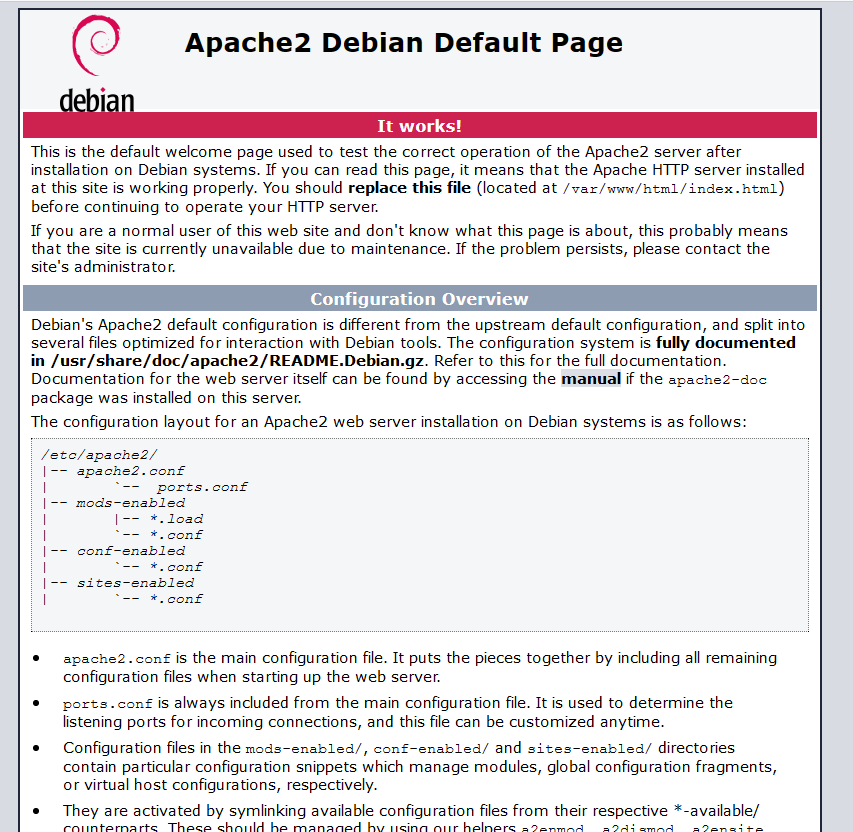 debian
Apache2 Debian Default Page
It works!
This is the default welcome page used to test the correct operation of the Apache2 server after
installation on Debian systems. If you can read this page, it means that the Apache HTTP server installed
at this site is working properly. You should replace this file (located at /var/www/html/index.html)
before continuing to operate your HTTP server.
If you are a normal user of this web site and don't know what this page is about, this probably means
that the site is currently unavailable due to maintenance. If the problem persists, please contact the
site's administrator.
Configuration Overview
Debian's Apache2 default configuration is different from the upstream default configuration, and split into
several files optimized for interaction with Debian tools. The configuration system is fully documented
in /usr/share/doc/apache2/README.Debian.gz. Refer to this for the full documentation.
Documentation for the web server itself can be found by accessing the manual if the apache2-doc
package was installed on this server.
The configuration layout for an Apache2 web server installation on Debian systems is as follows:
/etc/apache2/
|-- apache2.conf
|       `--  ports.conf
|-- mods-enabled
|       |-- *.load
|       `-- *.conf
|-- conf-enabled
|       `-- *.conf
|-- sites-enabled
|       `-- *.conf
• apache2.conf is the main configuration file. It puts the pieces together by including all remaining
configuration files when starting up the web server.
• ports.conf is always included from the main configuration file. It is used to determine the
listening ports for incoming connections, and this file can be customized anytime.
• Configuration files in the mods-enabled/, conf-enabled/ and sites-enabled/ directories
contain particular configuration snippets which manage modules, global configuration fragments,
or virtual host configurations, respectively.
• They are activated by symlinking available configuration files from their respective *-available/
counterparts. These should be managed by using our helpers a2enmod, a2dismod, a2ensite,